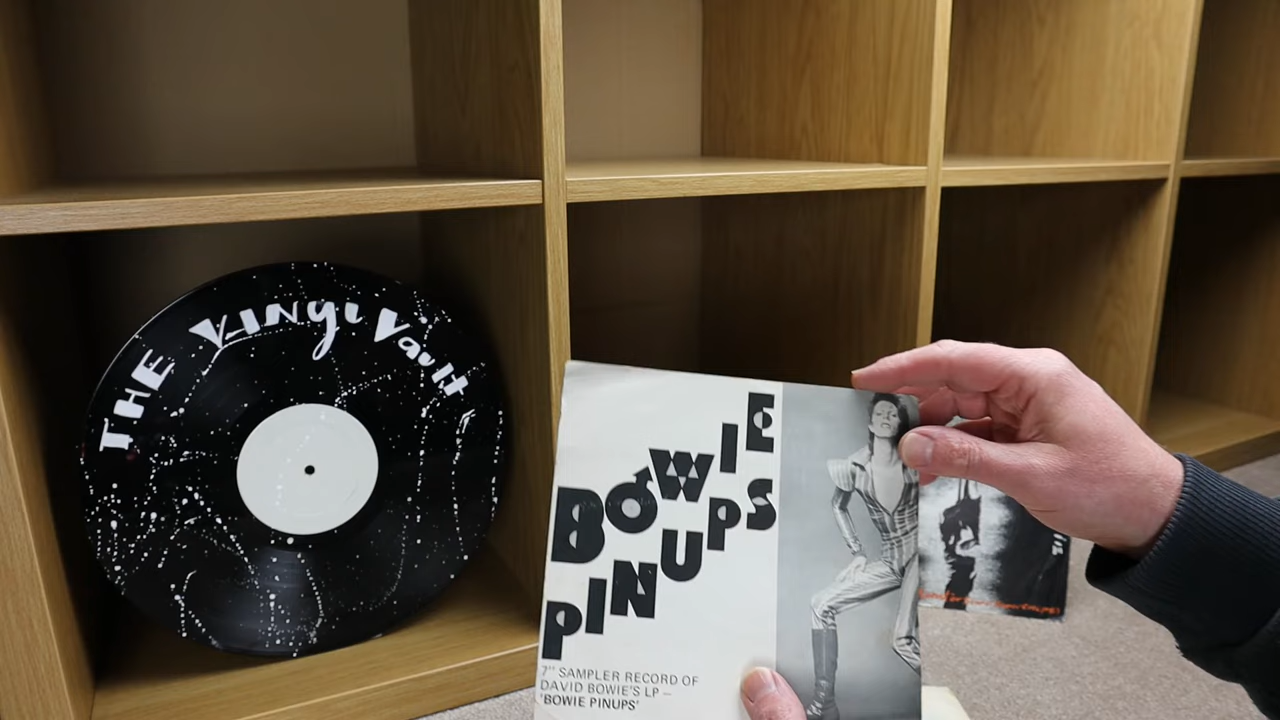 THE VINYL Vault
BOWIE
PINUPS
7" SAMPLER RECORD OF
DAVID BOWIE'S LP —
'BOWIE PINUPS'